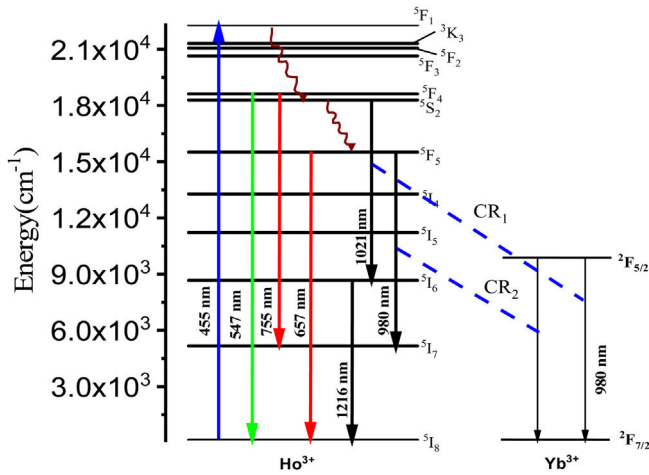 Energy(cm⁻¹)
2.1x10⁴
1.8x10⁴
1.5x10⁴
1.2x10⁴
9.0x10³
6.0x10³
3.0x10³
⁵F₁
³K₃
⁵F₂
⁵F₃
⁵F₄
⁵S₂
⁵F₅
⁵I₄
⁵I₅
⁵I₆
⁵I₇
⁵I₈
455 nm
547 nm
755 nm
657 nm
1216 nm
1021 nm
980 nm
CR₁
CR₂
²F₅/₂
980 nm
²F₇/₂
Ho³⁺
Yb³⁺